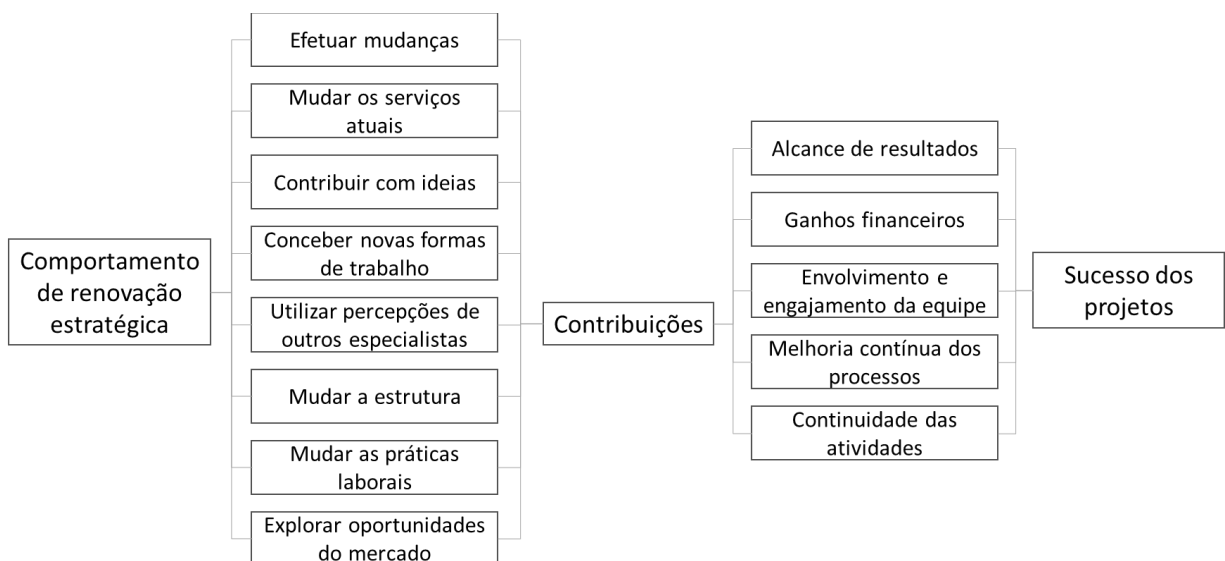 Comportamento
de renovação
estratégica
Efetuar mudanças
Mudar os serviços
atuais
Contribuir com ideias
Conceber novas formas
de trabalho
Utilizar percepções de
outros especialistas
Mudar a estrutura
Mudar as práticas
laborais
Explorar oportunidades
do mercado
Contribuições
Alcance de resultados
Ganhos financeiros
Envolvimento e
engajamento da equipe
Melhoria contínua dos
processos
Continuidade das
atividades
Sucesso dos
projetos